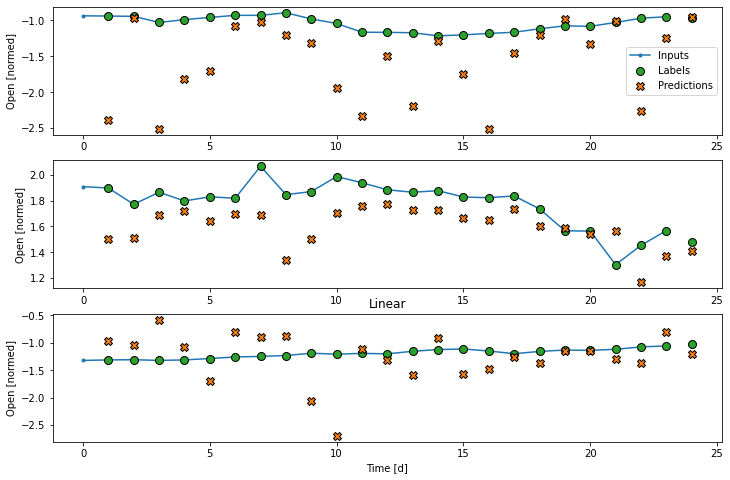 −1.0
−1.5
−2.0
−2.5
Open [normed]
Inputs
Labels
Predictions
0 5 10 15 20 25
2.0
1.8
1.6
1.4
1.2
Open [normed]
0 5 10 15 20 25
Linear
−0.5
−1.0
−1.5
−2.0
−2.5
Open [normed]
0 5 10 15 20 25
Time [d]